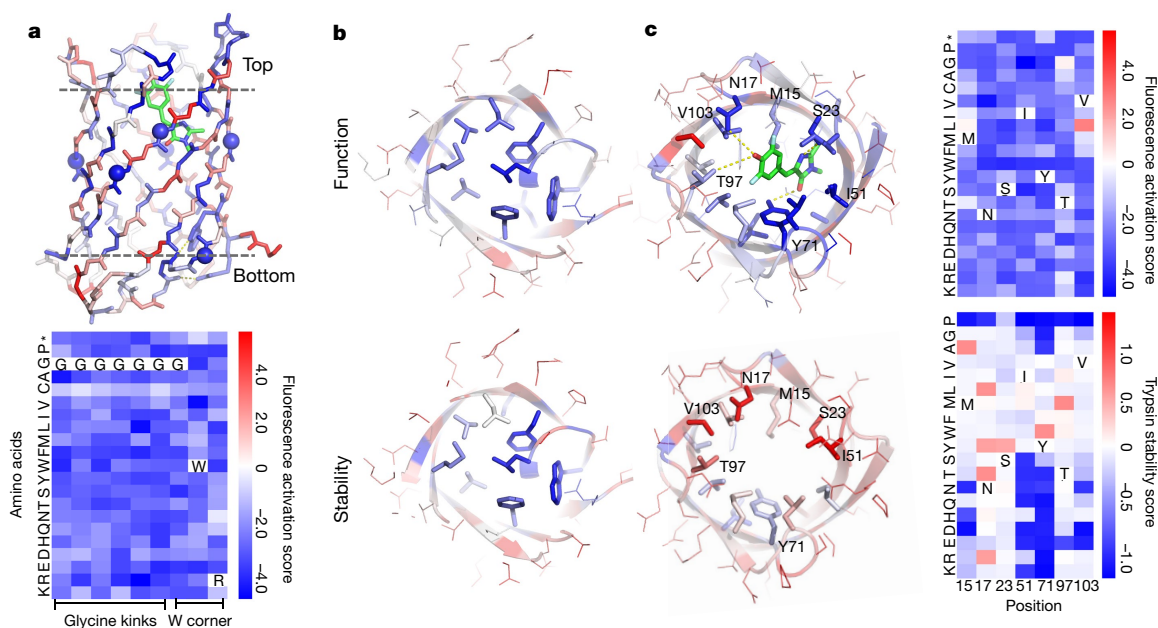 a
Top
Bottom
Amino acids
KREDHQNTSYWFMLIVCAGP*
G G G G G G G
W
R
4.0
2.0
0
−2.0
−4.0
Fluorescence activation score
Glycine kinks
W corner
b
Function
Stability
c
N17
M15
V103
S23
T97
I51
Y71
N17
M15
V103
S23
I51
T97
Y71
KREDHQNTSYWFMLIVCAGP*
V
I
M
Y
S
T
N
4.0
2.0
0
−2.0
−4.0
Fluorescence activation score
KREDHQNTSYWFMLIVAGP
V
I
M
Y
S
T
N
1.0
0.5
0
−0.5
−1.0
Trypsin stability score
15 17 23 51 71 97 103
Position